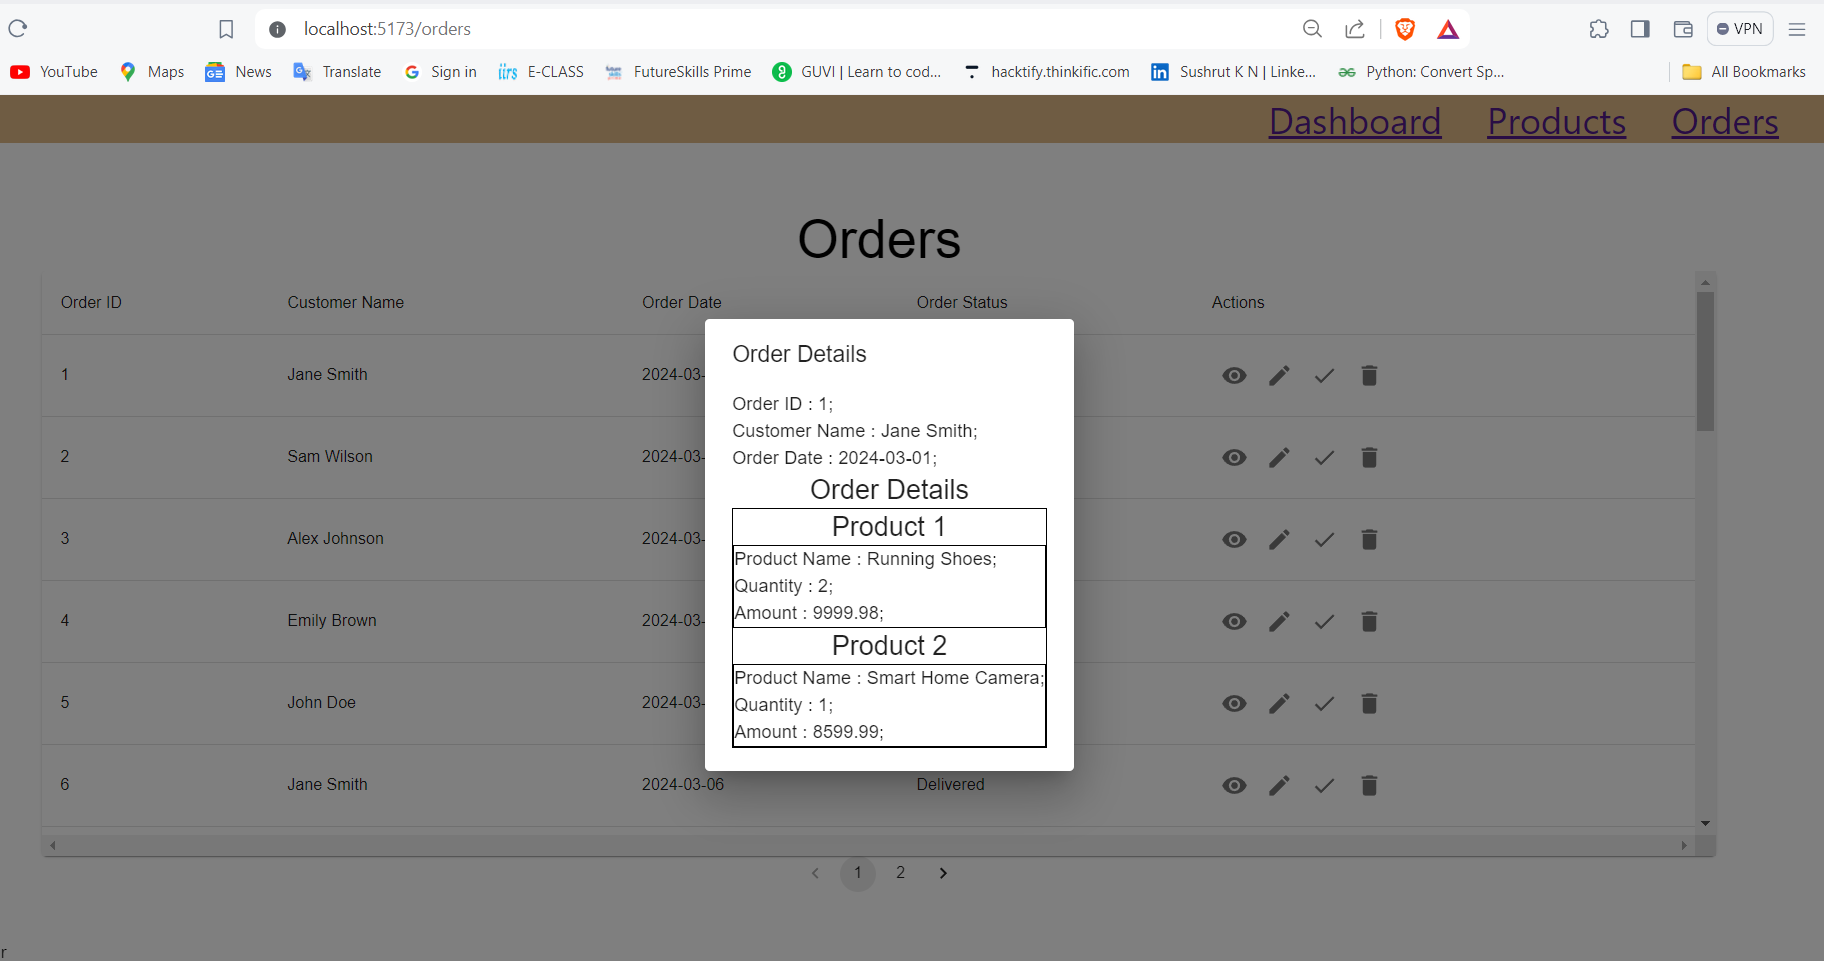 localhost:5173/orders
VPN
YouTube Maps News Translate Sign in E-CLASS FutureSkills Prime GUVI | Learn to cod... hacktify.thinkific.com Sushrut K N | Linke... Python: Convert Sp... All Bookmarks
Dashboard Products Orders
Orders
Order ID Customer Name Order Date Order Status Actions
1 Jane Smith 2024-03-
2 Sam Wilson 2024-03-
3 Alex Johnson 2024-03-
4 Emily Brown 2024-03-
5 John Doe 2024-03-
6 Jane Smith 2024-03-06 Delivered
Order Details
Order ID : 1;
Customer Name : Jane Smith;
Order Date : 2024-03-01;
Order Details
Product 1
Product Name : Running Shoes;
Quantity : 2;
Amount : 9999.98;
Product 2
Product Name : Smart Home Camera;
Quantity : 1;
Amount : 8599.99;
1 2
r